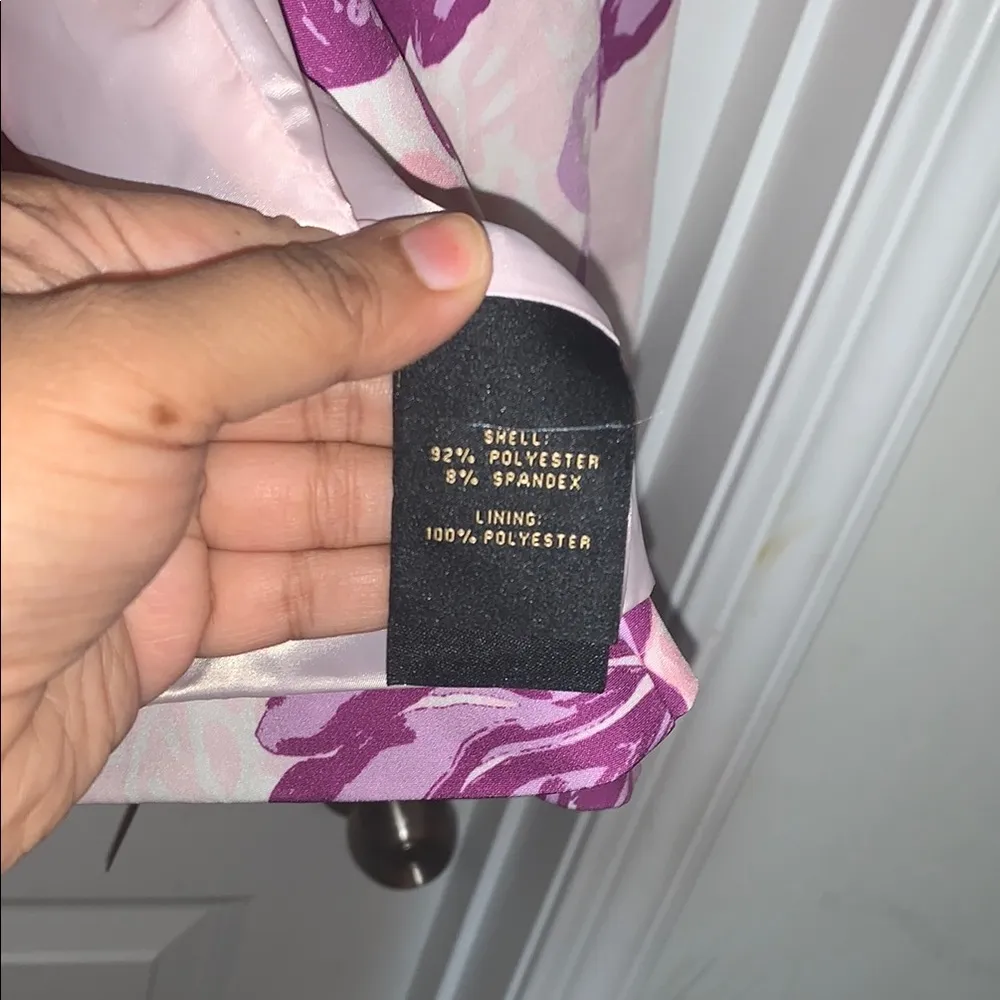 SHELL:
92% POLYESTER
8% SPANDEX
LINING:
100% POLYESTER